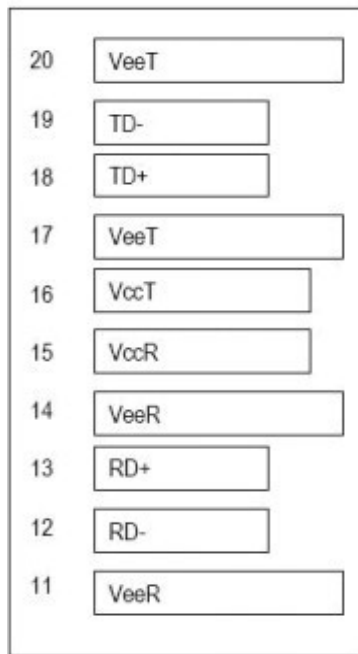 20 VeeT
19 TD-
18 TD+
17 VeeT
16 VccT
15 VccR
14 VeeR
13 RD+
12 RD-
11 VeeR